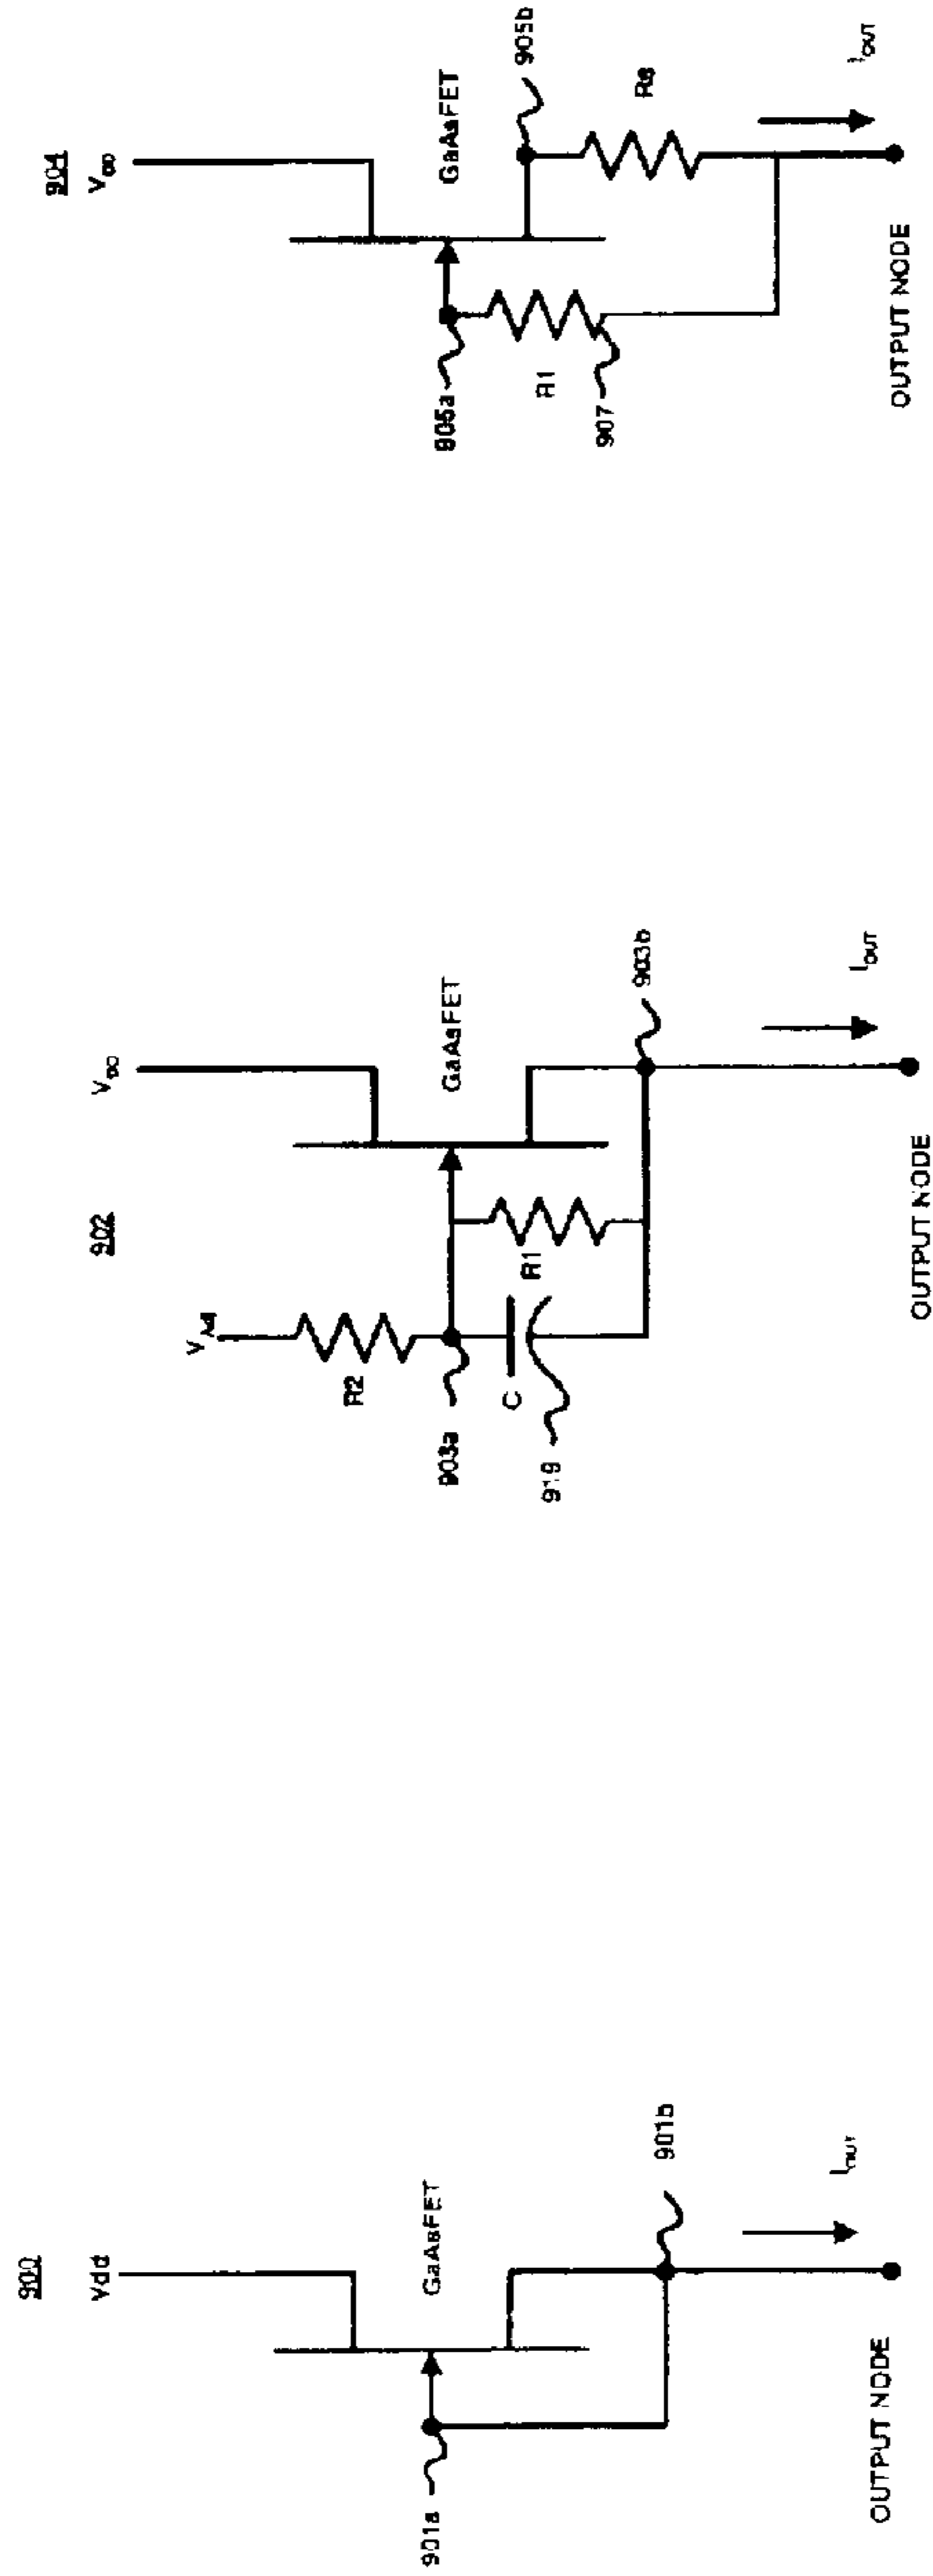 900
Vdd
GaAsFET
901a
901b
IOUT
OUTPUT NODE
902
VDD
VAdj
R2
GaAsFET
903a
C
R1
919
903b
IOUT
OUTPUT NODE
904
VDD
GaAsFET
905a
905b
R1
Rs
907
IOUT
OUTPUT NODE